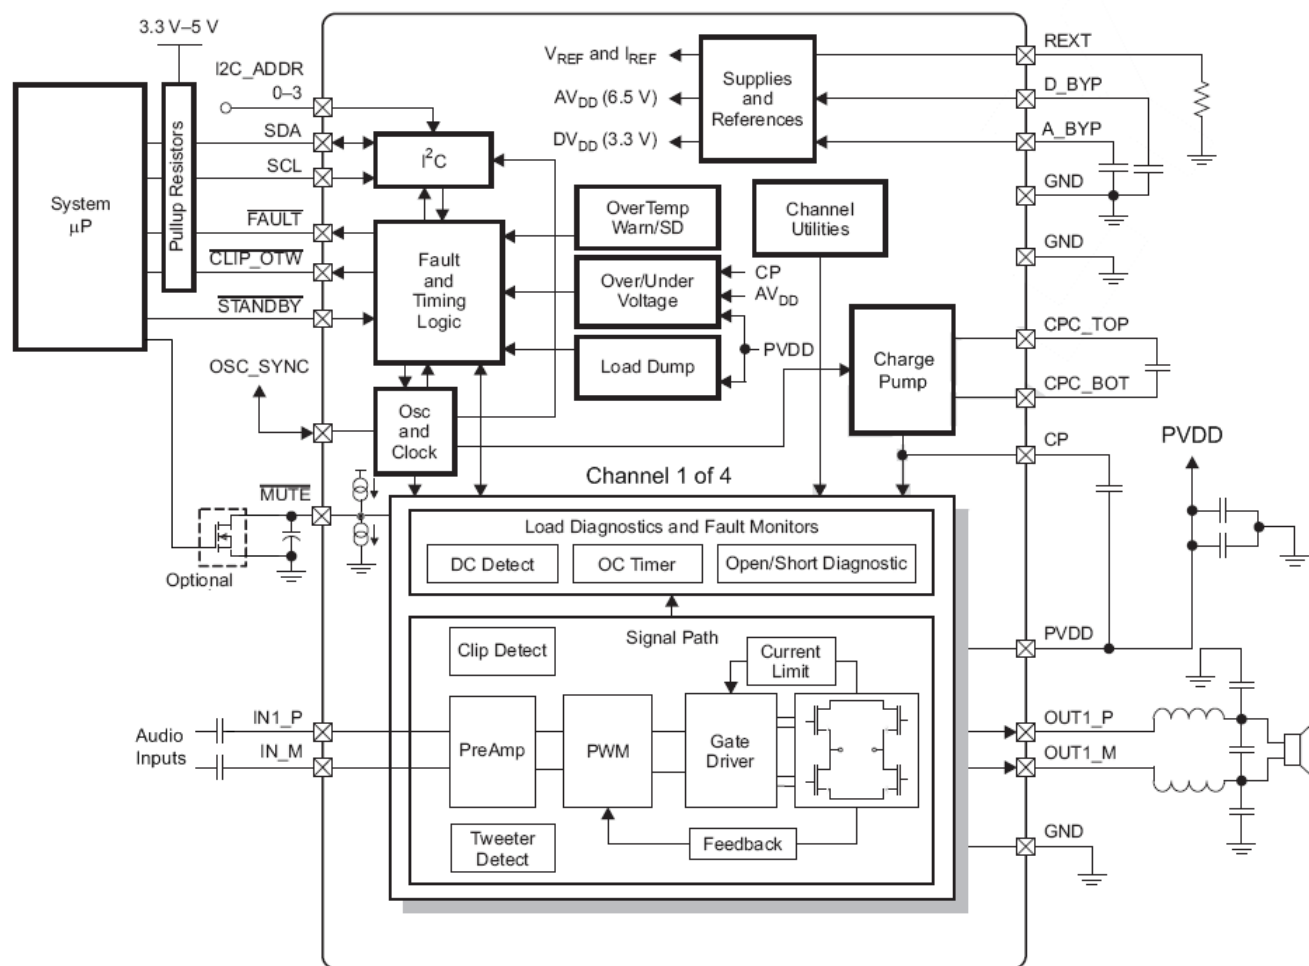 3.3 V–5 V
I2C_ADDR
0–3
SDA
SCL
FAULT
CLIP_OTW
STANDBY
OSC_SYNC
MUTE
System
µP
Pullup Resistors
Optional
Audio
Inputs
IN1_P
IN_M
I²C
Fault
and
Timing
Logic
Osc
and
Clock
VREF and IREF
AVDD (6.5 V)
DVDD (3.3 V)
Supplies
and
References
OverTemp
Warn/SD
Over/Under
Voltage
Load Dump
CP
AVDD
PVDD
Channel
Utilities
Charge
Pump
Channel 1 of 4
Load Diagnostics and Fault Monitors
DC Detect
OC Timer
Open/Short Diagnostic
Signal Path
Clip Detect
Current
Limit
PreAmp
PWM
Gate
Driver
Tweeter
Detect
Feedback
REXT
D_BYP
A_BYP
GND
GND
CPC_TOP
CPC_BOT
CP
PVDD
PVDD
OUT1_P
OUT1_M
GND